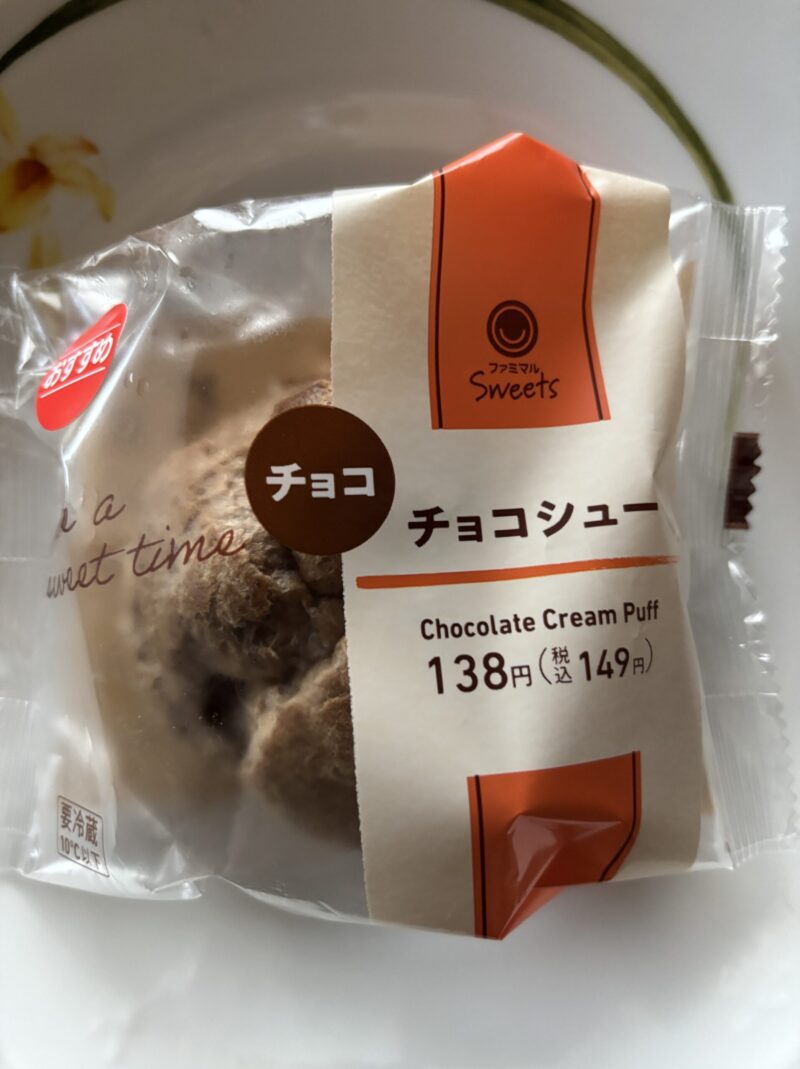 ファミマル
Sweets
おすすめ
チョコ
a
sweet time
チョコシュー
Chocolate Cream Puff
138円(税込149円)
要冷蔵
10℃以下